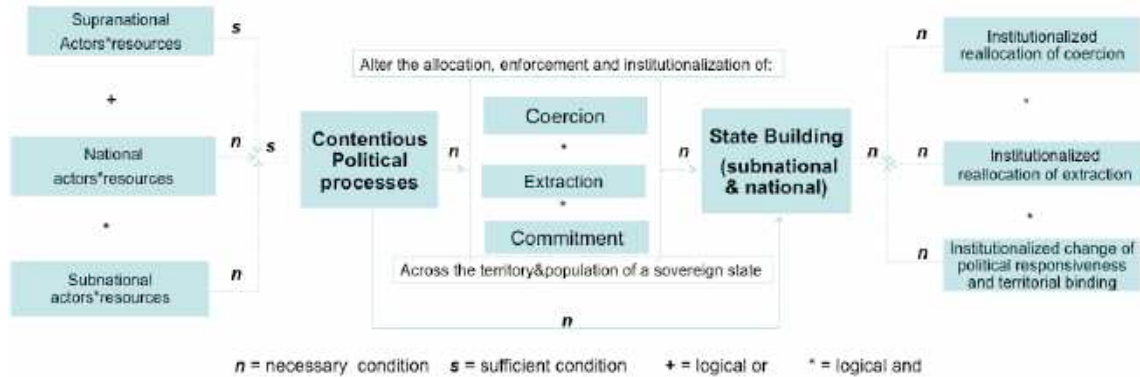 Supranational
Actors*resources
s
+
National
actors*resources
n
s
*
Subnational
actors*resources
n
Contentious
Political
processes
n
Alter the allocation, enforcement and institutionalization of:
Coercion
*
Extraction
*
Commitment
Across the territory&population of a sovereign state
n
n
State Building
(subnational
& national)
n
n
Institutionalized
reallocation of coercion
*
n
Institutionalized
reallocation of extraction
*
n
Institutionalized change of
political responsiveness
and territorial binding
n = necessary condition s = sufficient condition + = logical or * = logical and